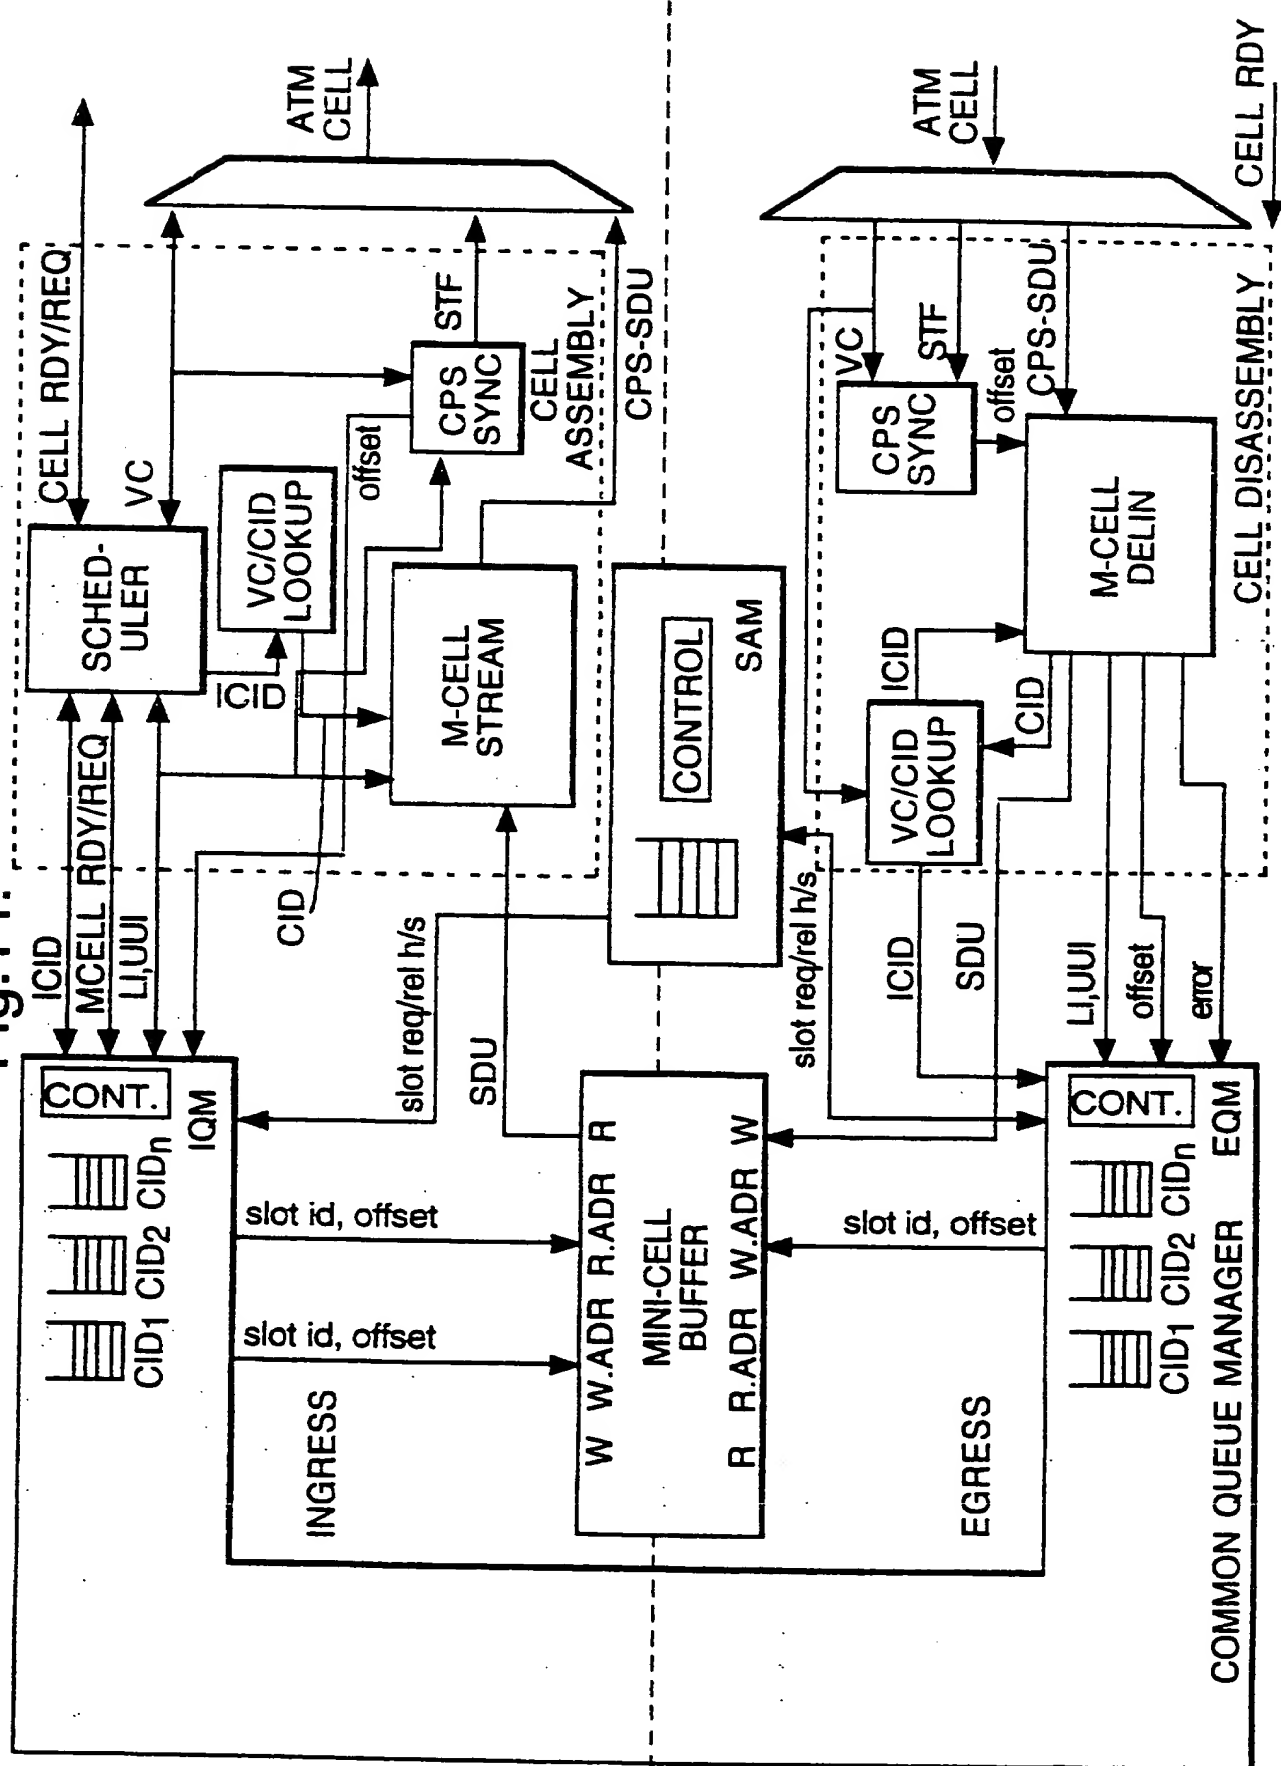 Fig. 11.
COMMON QUEUE MANAGER
INGRESS
CID1
CID2
CIDn
CONT.
IQM
slot id, offset
slot id, offset
W W.ADR R.ADR R
MINI-CELL
BUFFER
R R.ADR W.ADR W
EGRESS
CID1
CID2
CIDn
CONT.
EQM
slot id, offset
ICID
MCELL RDY/REQ
LI,UUI
slot req/rel h/s
SDU
CID
CONTROL
SAM
slot req/rel h/s
ICID
SDU
LI,UUI
offset
error
SCHED-
ULER
ICID
VC/CID
LOOKUP
M-CELL
STREAM
offset
CPS
SYNC
CELL
ASSEMBLY
CELL RDY/REQ
VC
STF
CPS-SDU
ATM
CELL
VC/CID
LOOKUP
ICID
CID
M-CELL
DELIN
CPS
SYNC
offset
VC
STF
CPS-SDU
CELL DISASSEMBLY
ATM
CELL
CELL RDY